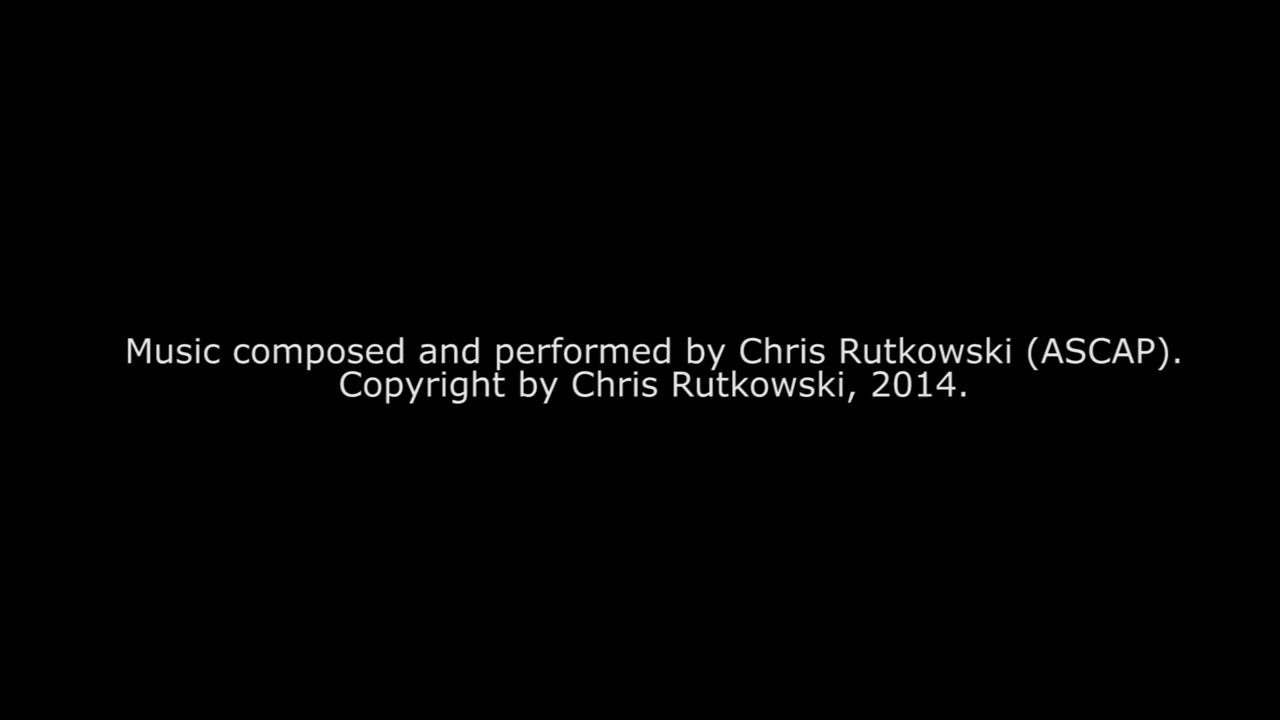 Music composed and performed by Chris Rutkowski (ASCAP).
Copyright by Chris Rutkowski, 2014.